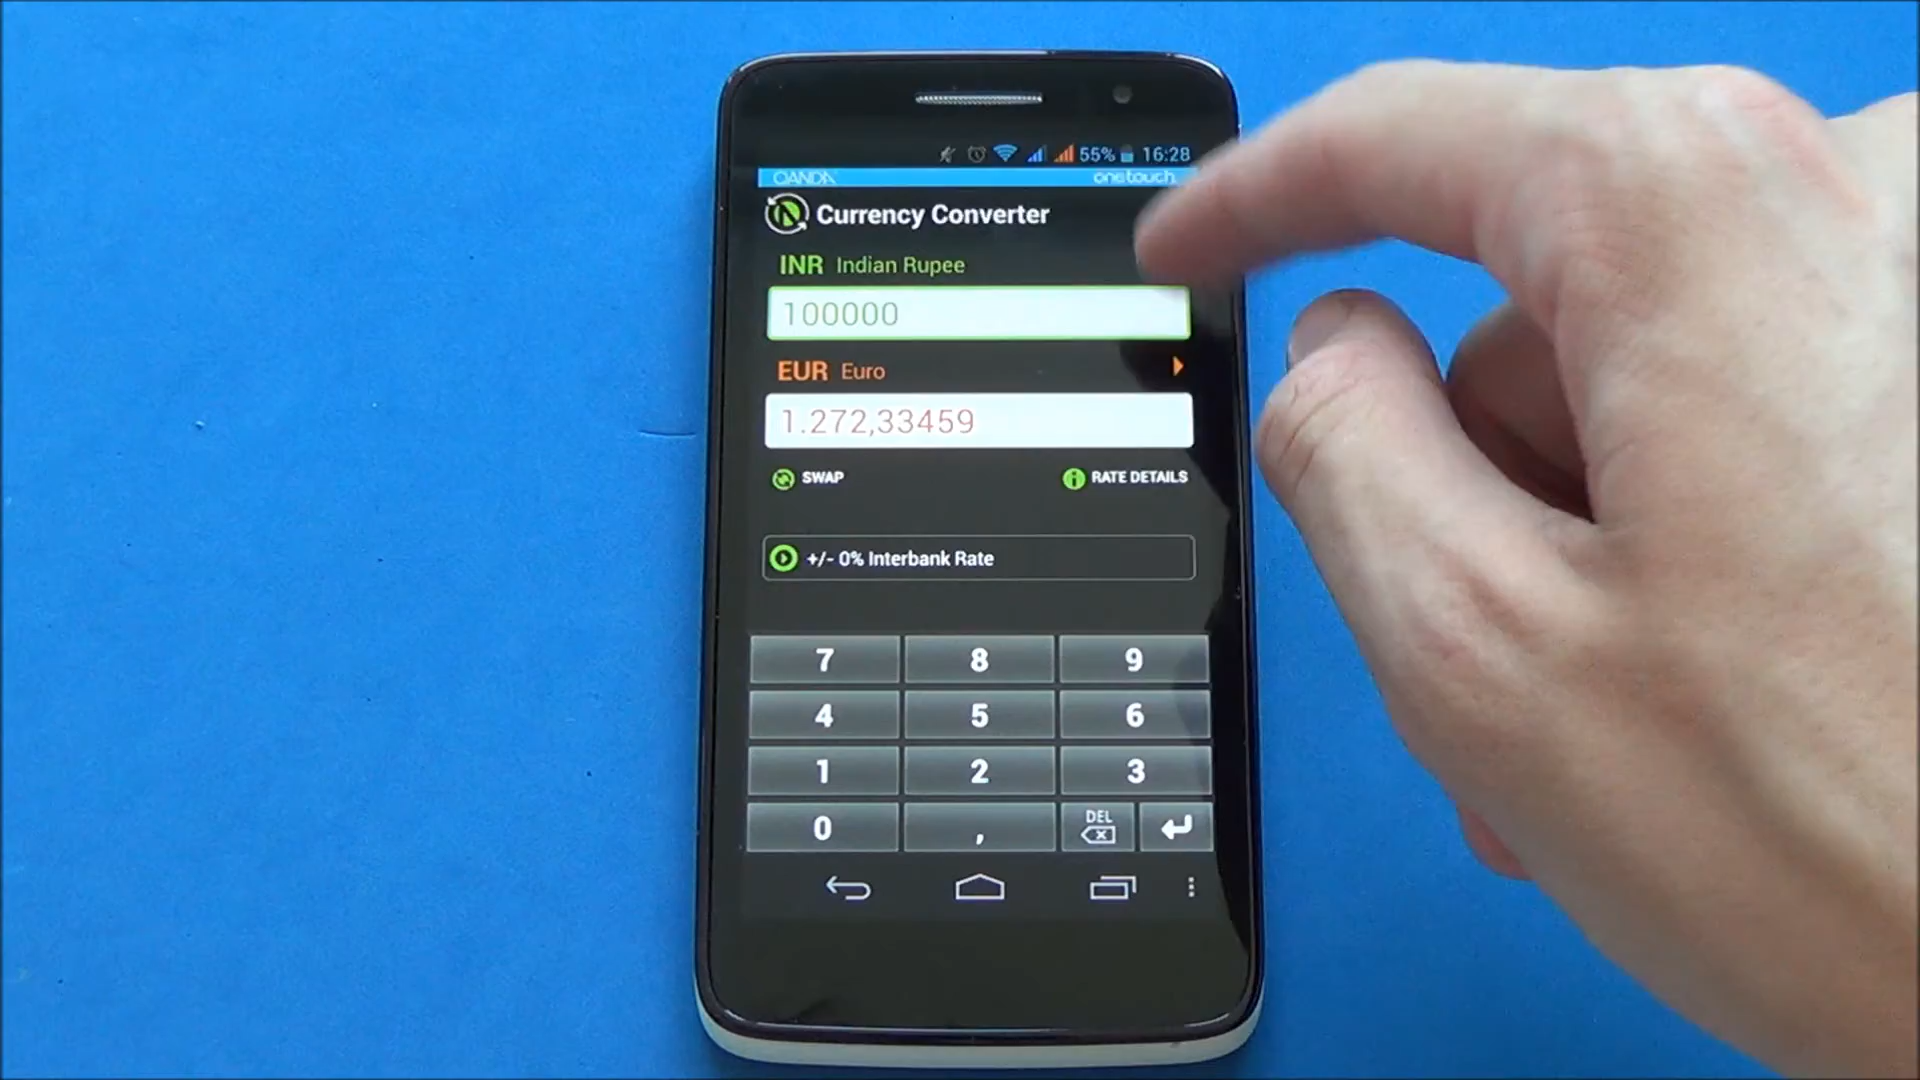 55% 16:28
OANDA onetouch
Currency Converter
INR Indian Rupee
100000
EUR Euro
1.272,33459
SWAP RATE DETAILS
+/- 0% Interbank Rate
7 8 9
4 5 6
1 2 3
0 , DEL